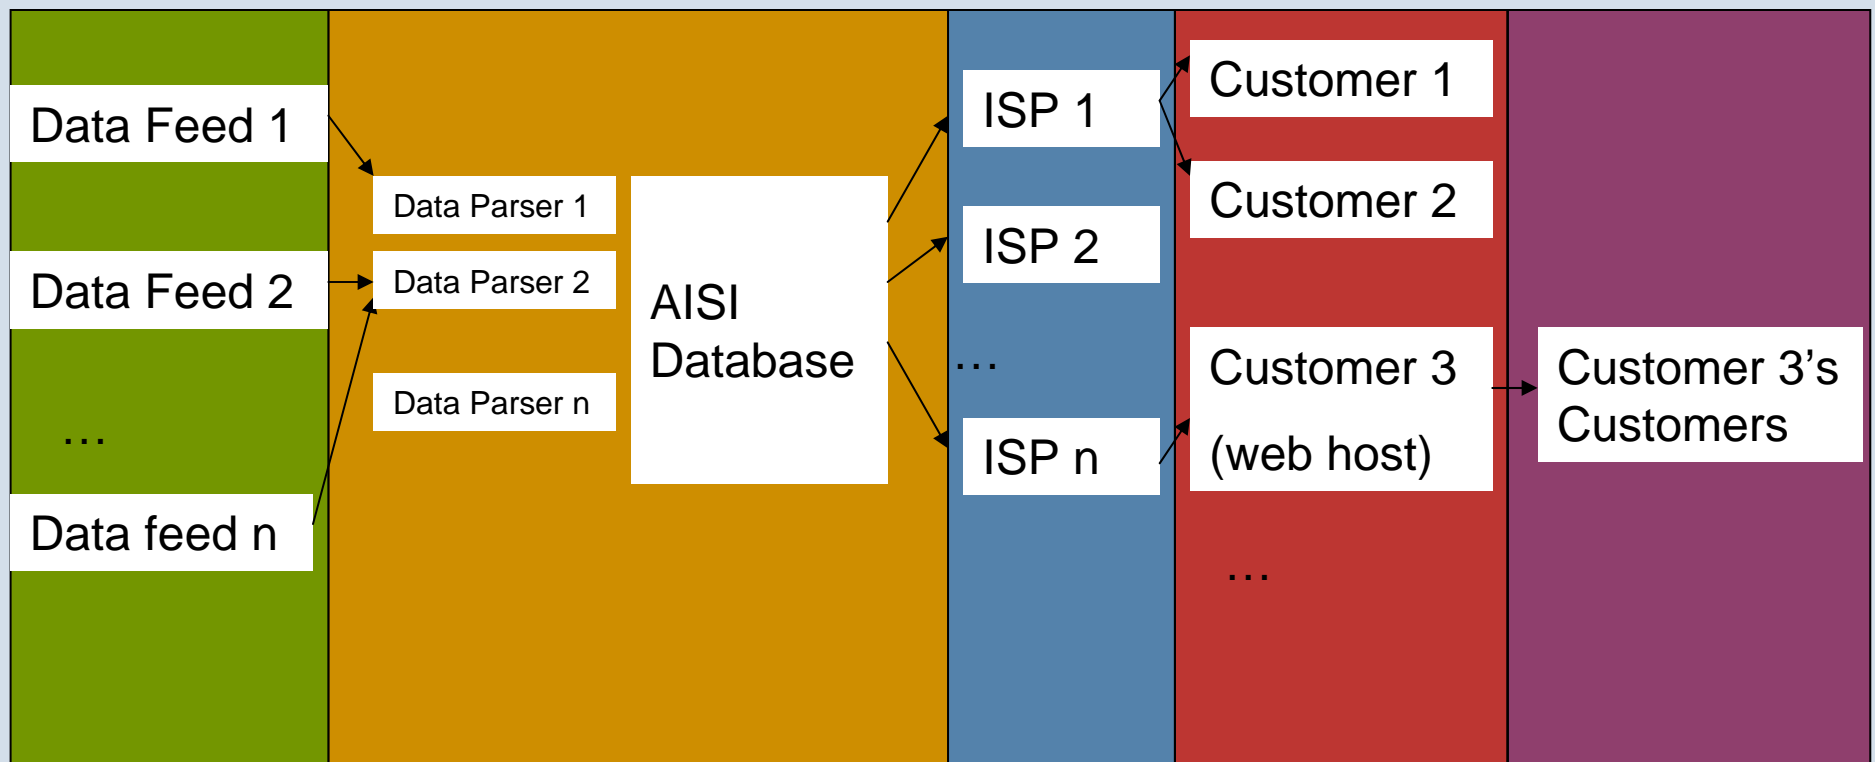 Data Feed 1
Data Feed 2
…
Data feed n
Data Parser 1
Data Parser 2
Data Parser n
AISI
Database
ISP 1
ISP 2
…
ISP n
Customer 1
Customer 2
Customer 3
(web host)
…
Customer 3’s
Customers